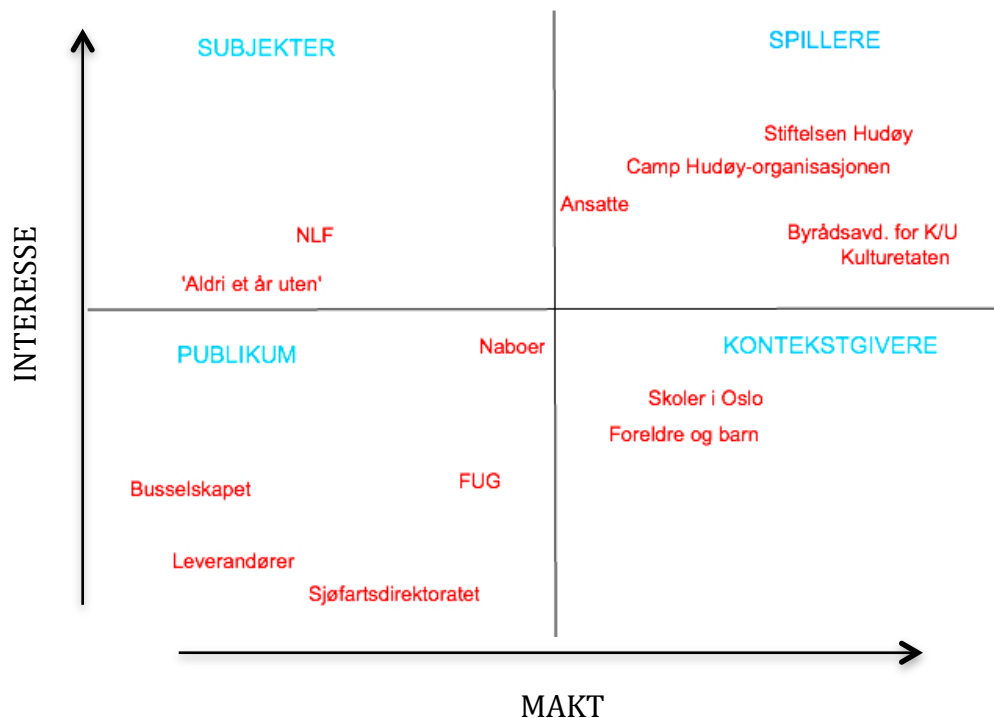 SUBJEKTER
SPILLERE
Stiftelsen Hudøy
Camp Hudøy-organisasjonen
Ansatte
NLF
Byrådsavd. for K/U
Kulturetaten
'Aldri et år uten'
INTERESSE
PUBLIKUM
Naboer
KONTEKSTGIVERE
Skoler i Oslo
Foreldre og barn
Busselskapet
FUG
Leverandører
Sjøfartsdirektoratet
MAKT